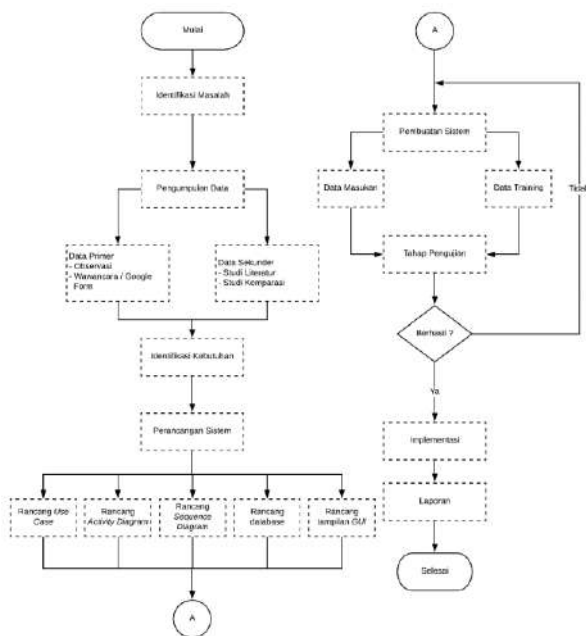 Mulai
Identifikasi Masalah
Pengumpulan Data
Data Primer
- Observasi
- Wawancara / Google
Form
Data Sekunder
- Studi Literatur
- Studi Komparasi
Identifikasi Kebutuhan
Perancangan Sistem
Rancang Use
Case
Rancang
Activity Diagram
Rancang
Sequence
Diagram
Rancang
database
Rancang
tampilan GUI
A
A
Pembuatan Sistem
Data Masukan
Data Training
Tahap Pengujian
Berhasil ?
Tidak
Ya
Implementasi
Laporan
Selesai